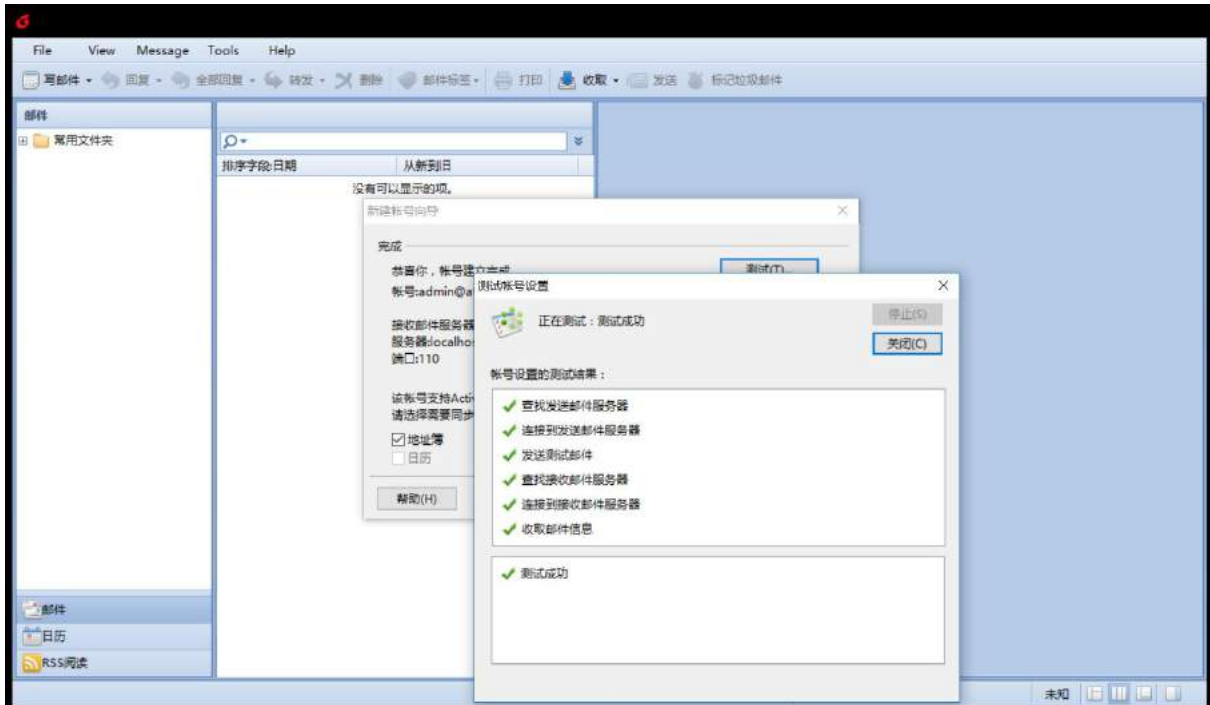 File View Message Tools Help
写邮件 回复 全部回复 转发 删除 邮件标签 打印 收取 发送 标记垃圾邮件
邮件
常用文件夹
排序字段:日期 从新到旧
没有可以显示的项。
新建帐号向导
完成
恭喜你，帐号建立完成
测试(T)...
帐号:admin@a
接收邮件服务器
服务器:localho
端口:110
该帐号支持Acti
请选择需要同步
地址簿
日历
帮助(H)
测试帐号设置
正在测试：测试成功
停止(S)
关闭(C)
帐号设置的测试结果：
查找发送邮件服务器
连接到发送邮件服务器
发送测试邮件
查找接收邮件服务器
连接到接收邮件服务器
收取邮件信息
测试成功
邮件
日历
RSS阅读
未知